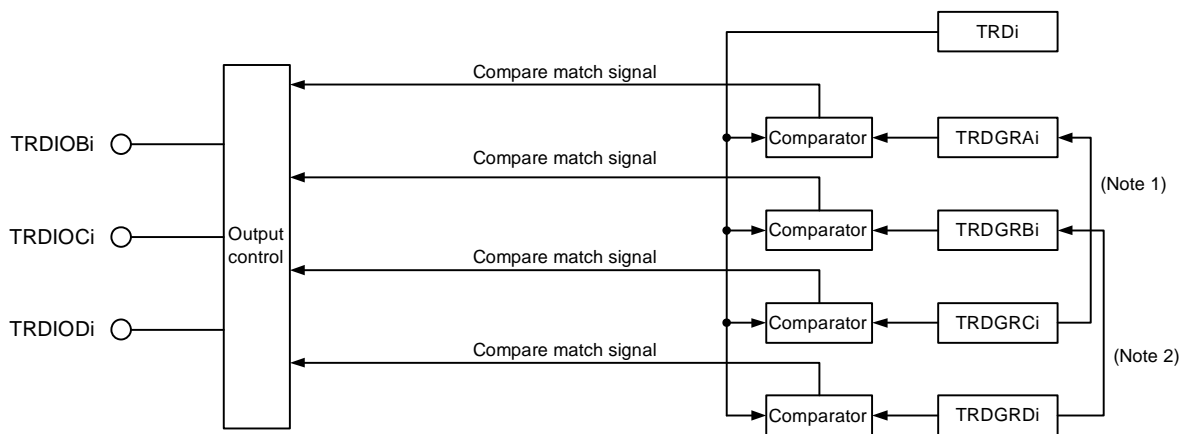 TRDi
Compare match signal
Comparator
TRDGRAi
TRDIOBi
(Note 1)
Compare match signal
Comparator
TRDGRBi
TRDIOCi
Output
control
Compare match signal
Comparator
TRDGRCi
TRDIODi
(Note 2)
Compare match signal
Comparator
TRDGRDi